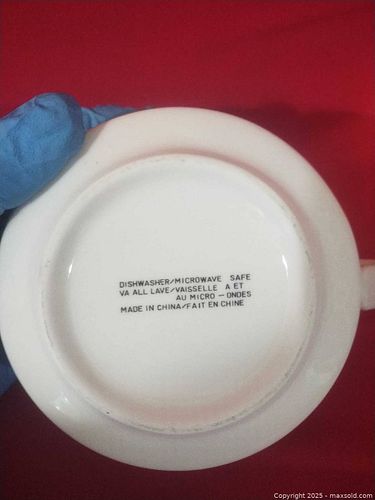 DISHWASHER/MICROWAVE SAFE
VA ALL LAVE/VAISSELLE A ET
AU MICRO - ONDES
MADE IN CHINA/FAIT EN CHINE
Copyright 2025 - maxsold.com